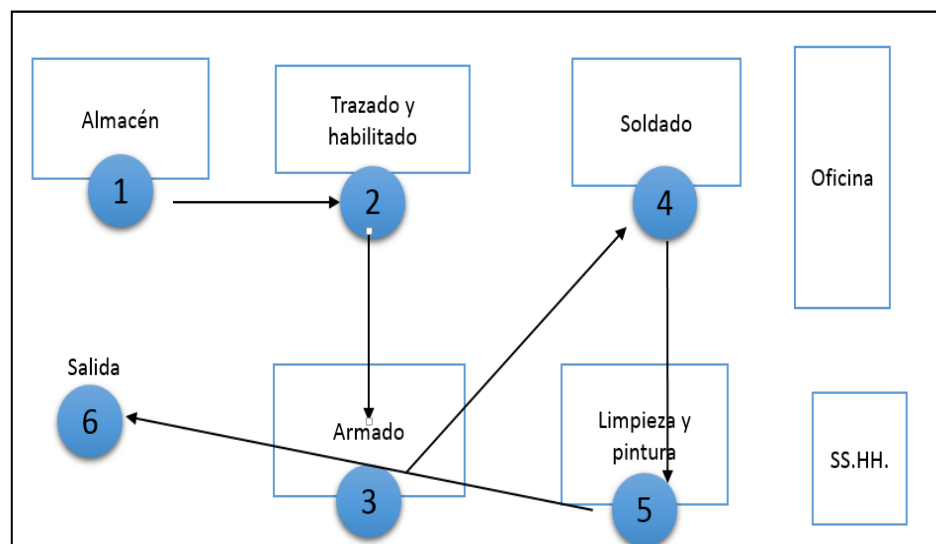 Almacén
1
Trazado y
habilitado
2
Soldado
4
Oficina
Salida
6
Armado
3
Limpieza y
pintura
5
SS.HH.